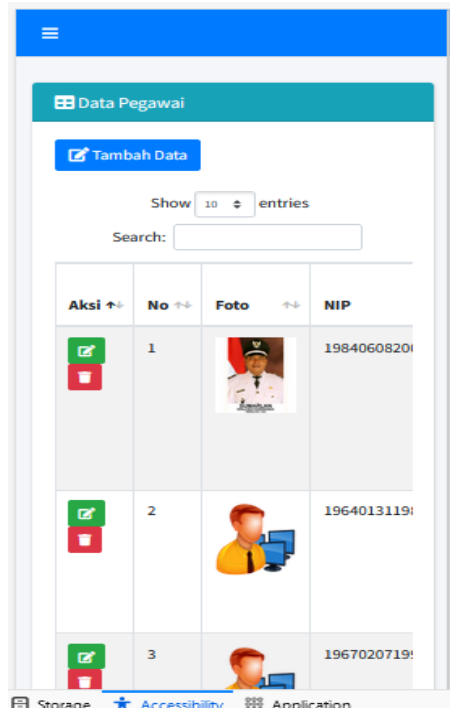 Data Pegawai
Tambah Data
Show 10 entries
Search:
Aksi No Foto NIP
1 19840608200
2 1964013119
3 19670207199
Storage Accessibility Application